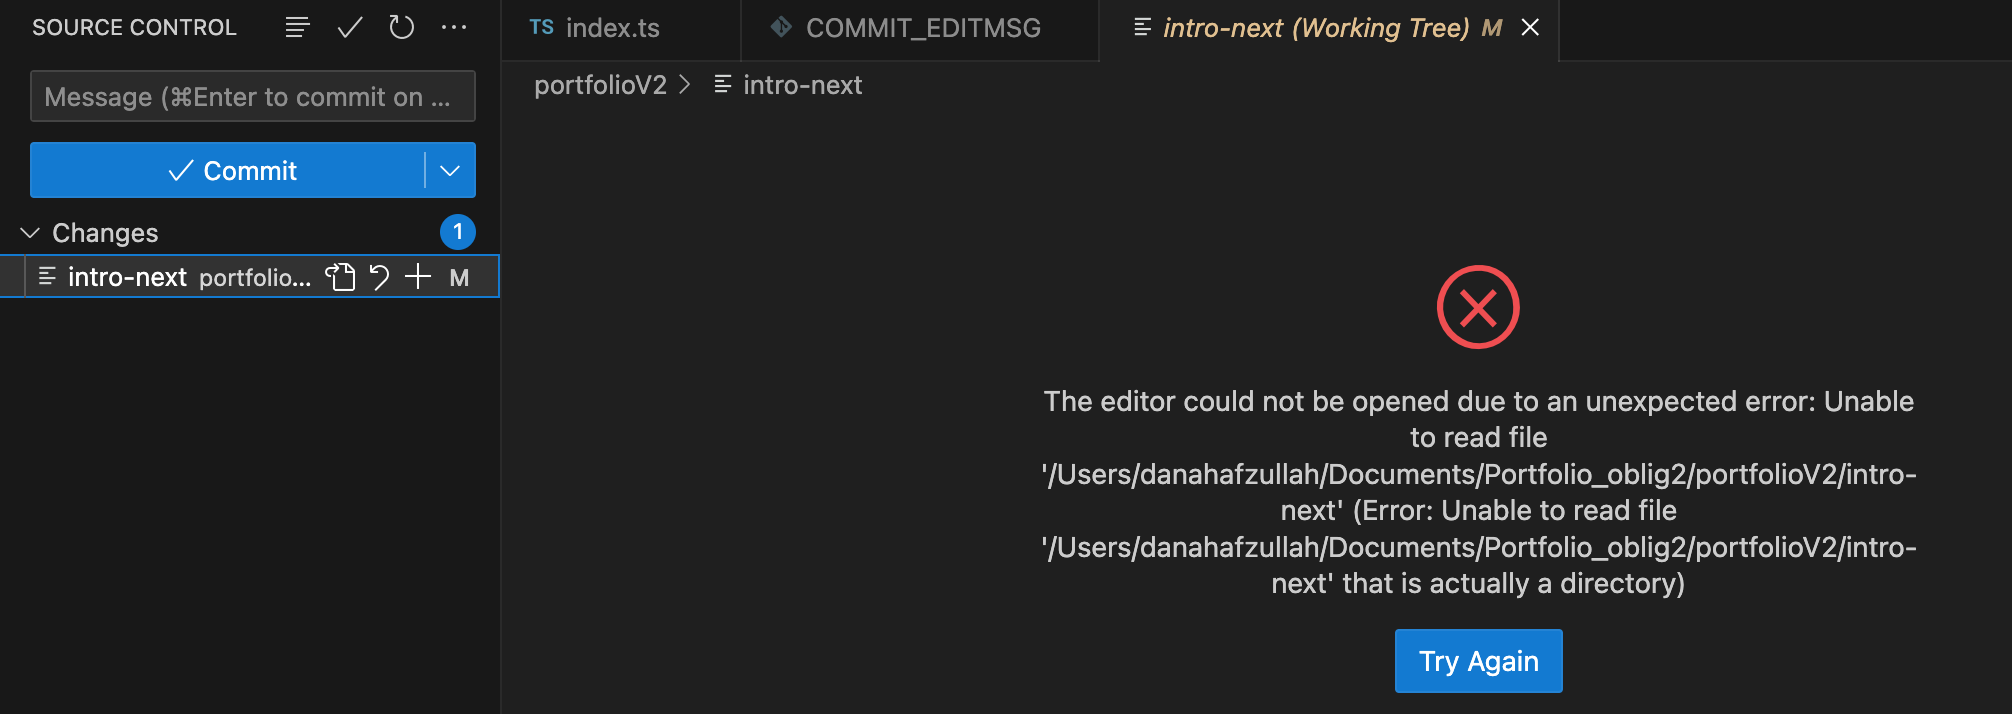 SOURCE CONTROL
Message (⌘Enter to commit on ...
Commit
Changes
1
intro-next portfolio... M
TS index.ts
COMMIT_EDITMSG
intro-next (Working Tree) M
portfolioV2 > intro-next
The editor could not be opened due to an unexpected error: Unable
to read file
'/Users/danahafzullah/Documents/Portfolio_oblig2/portfolioV2/intro-
next' (Error: Unable to read file
'/Users/danahafzullah/Documents/Portfolio_oblig2/portfolioV2/intro-
next' that is actually a directory)
Try Again